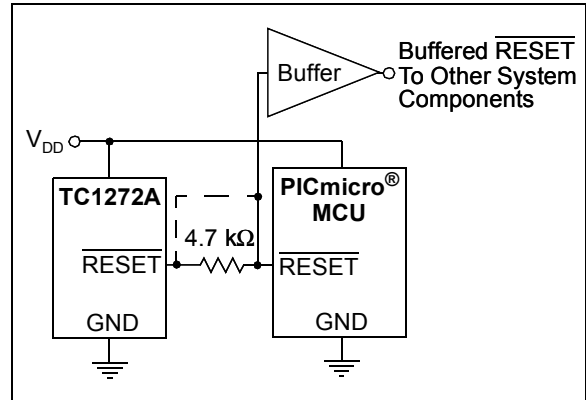 Buffer
Buffered RESET
To Other System
Components
VDD
TC1272A
PICmicro®
MCU
4.7 kΩ
RESET
RESET
GND
GND